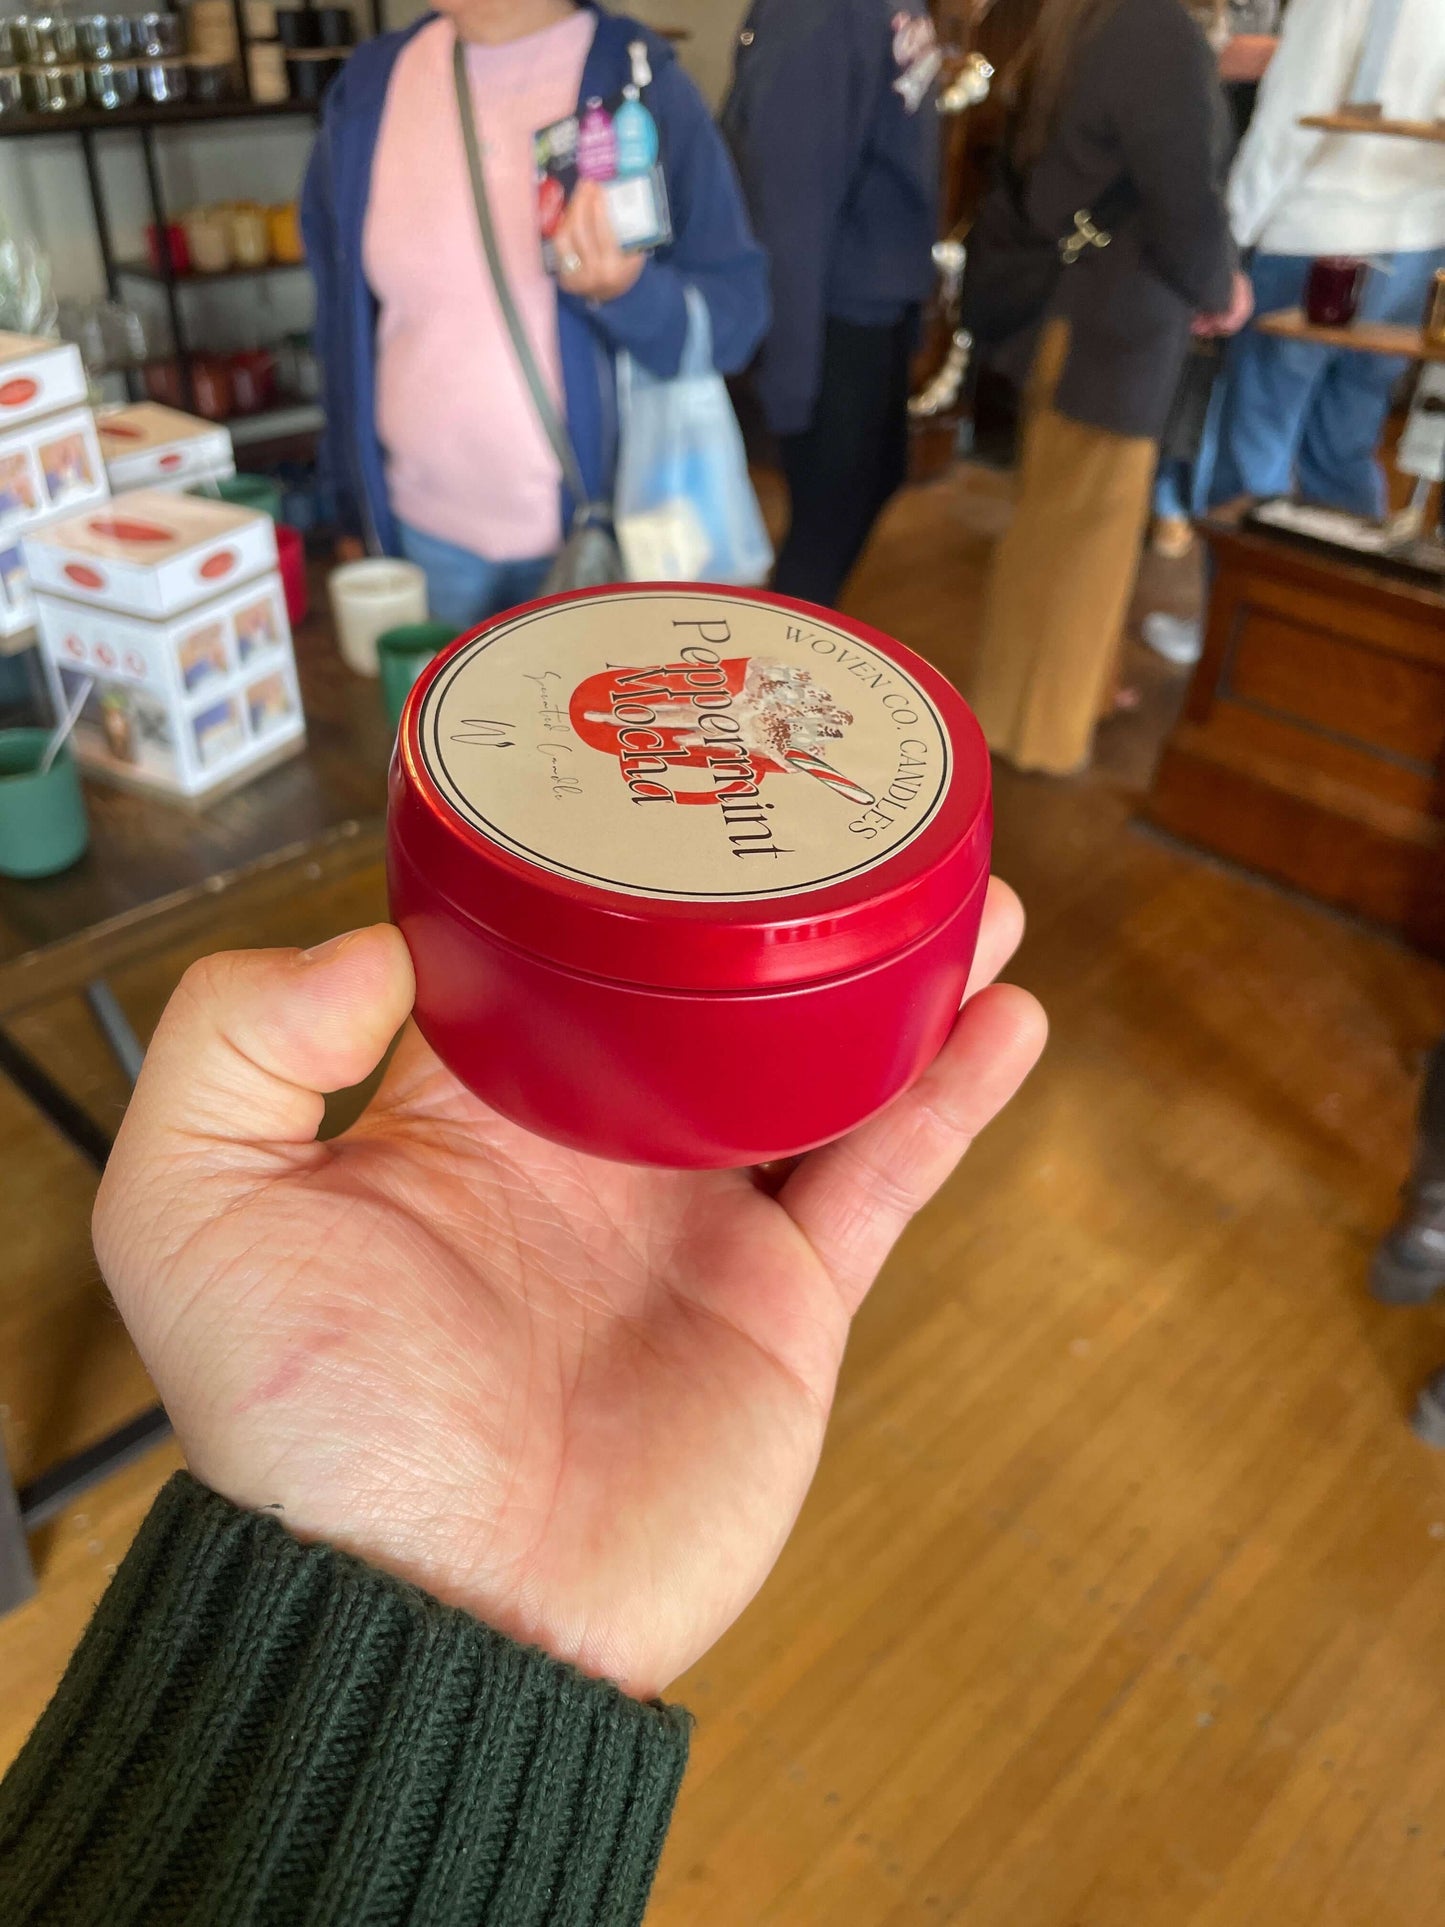 WOVEN CO. CANDLES
Peppermint
Mocha
Scented Candle
W